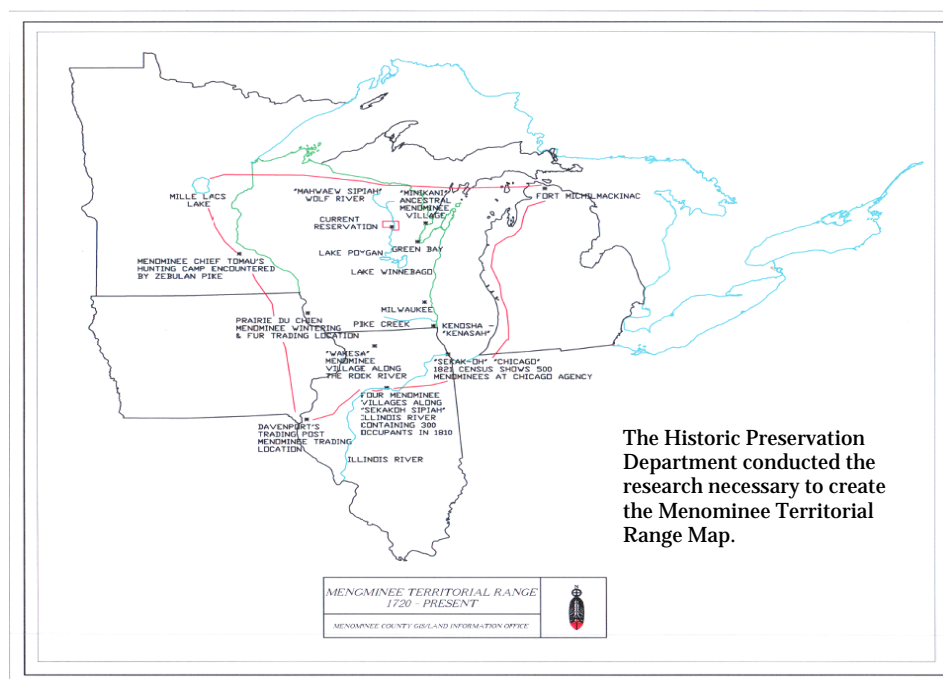 MILLE LACS
LAKE
"MAHWAEW SIPIAH"
WOLF RIVER
"MINIKANI"
ANCESTRAL
MENOMINEE
VILLAGE
FORT MICHILMACKINAC
CURRENT
RESERVATION
GREEN BAY
LAKE POYGAN
LAKE WINNEBAGO
MENOMINEE CHIEF TOMAU'S
HUNTING CAMP ENCOUNTERED
BY ZEBULAN PIKE
MILWAUKEE
PRAIRIE DU CHIEN
MENOMINEE WINTERING
& FUR TRADING LOCATION
PIKE CREEK
KENOSHA -
"KENASAH"
"WAKESA"
MENOMINEE
VILLAGE ALONG
THE ROCK RIVER
"SEKAK-OH" "CHICAGO"
1821 CENSUS SHOWS 500
MENOMINEES AT CHICAGO AGENCY
FOUR MENOMINEE
VILLAGES ALONG
"SEKAKOH SIPIAH"
ILLINOIS RIVER
CONTAINING 300
OCCUPANTS IN 1810
DAVENPORT'S
TRADING POST
MENOMINEE TRADING
LOCATION
ILLINOIS RIVER
The Historic Preservation
Department conducted the
research necessary to create
the Menominee Territorial
Range Map.
MENOMINEE TERRITORIAL RANGE
1720 - PRESENT
MENOMINEE COUNTY GIS/LAND INFORMATION OFFICE